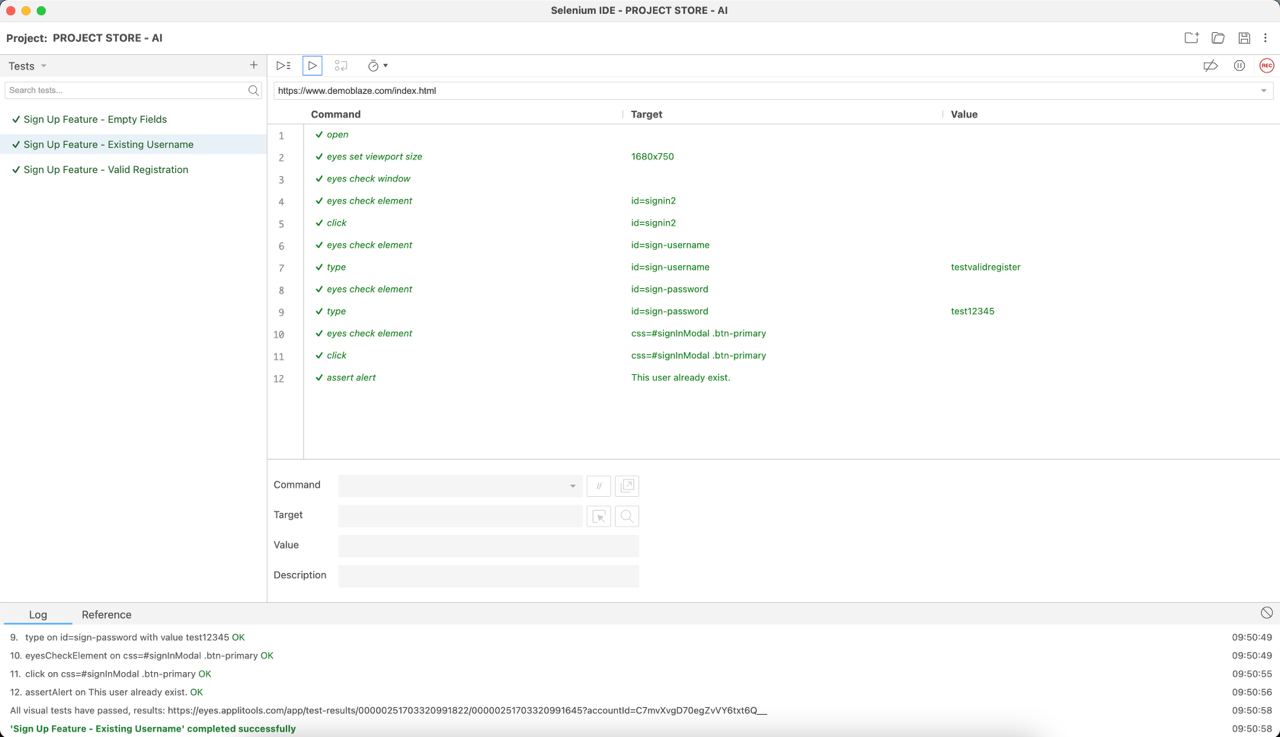 Selenium IDE - PROJECT STORE - AI
Project: PROJECT STORE - AI
Tests
Search tests...
https://www.demoblaze.com/index.html
REC
Command Target Value
Sign Up Feature - Empty Fields
Sign Up Feature - Existing Username
Sign Up Feature - Valid Registration
1 open
2 eyes set viewport size 1680x750
3 eyes check window
4 eyes check element id=signin2
5 click id=signin2
6 eyes check element id=sign-username
7 type id=sign-username testvalidregister
8 eyes check element id=sign-password
9 type id=sign-password test12345
10 eyes check element css=#signInModal .btn-primary
11 click css=#signInModal .btn-primary
12 assert alert This user already exist.
Command //
Target
Value
Description
Log Reference
9. type on id=sign-password with value test12345 OK 09:50:49
10. eyesCheckElement on css=#signInModal .btn-primary OK 09:50:49
11. click on css=#signInModal .btn-primary OK 09:50:55
12. assertAlert on This user already exist. OK 09:50:56
All visual tests have passed, results: https://eyes.applitools.com/app/test-results/00000251703320991822/00000251703320991645?accountId=C7mvXvgD70egZvVY6txt6Q__ 09:50:58
'Sign Up Feature - Existing Username' completed successfully 09:50:58